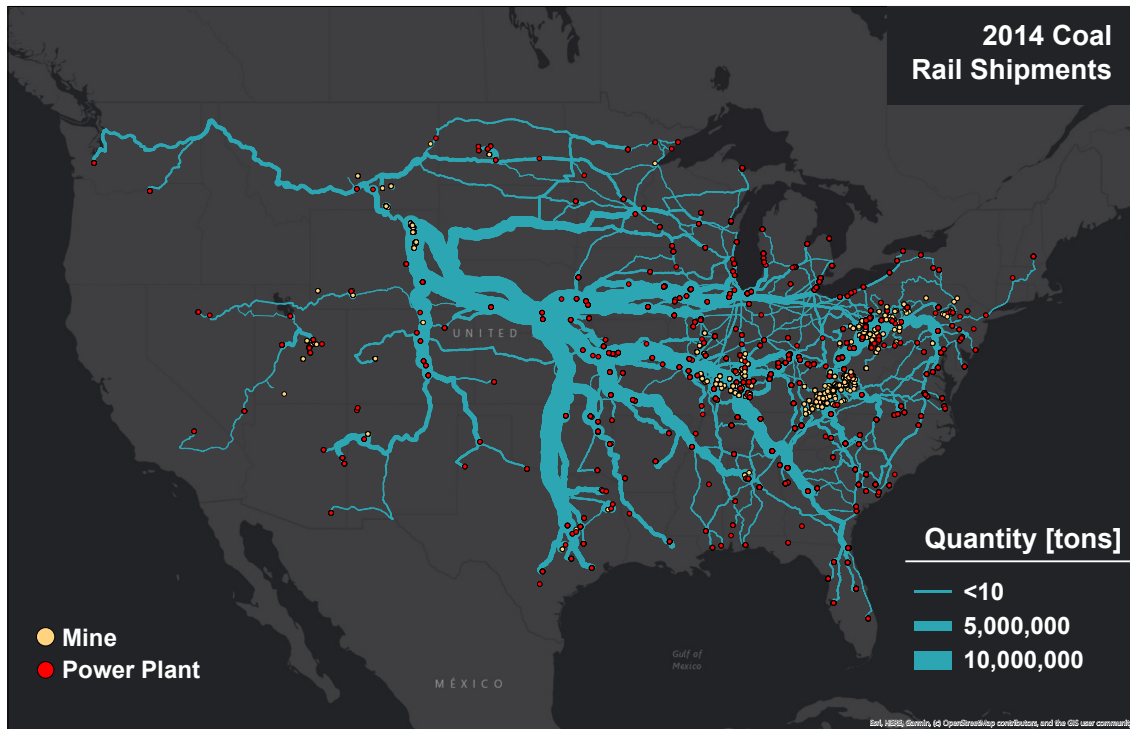 2014 Coal
Rail Shipments
UNITED
Quantity [tons]
<10
5,000,000
10,000,000
Mine
Power Plant
Gulf of
Mexico
MÉXICO
Esri, HERE, Garmin, (c) OpenStreetMap contributors, and the GIS user community